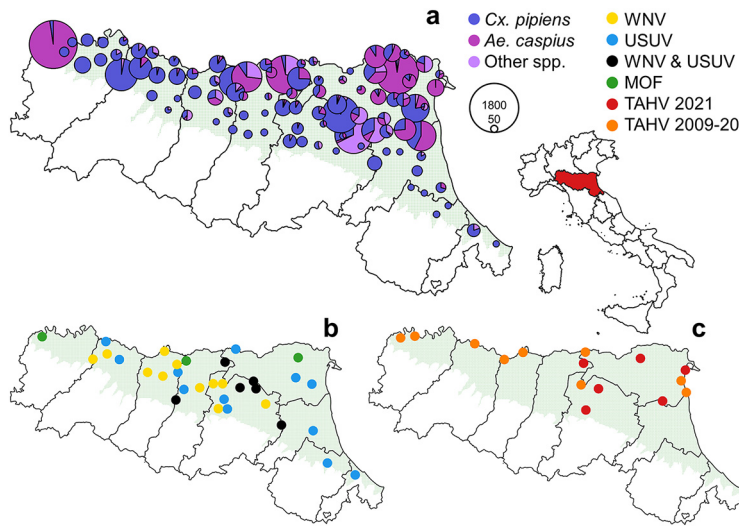 a
Cx. pipiens
Ae. caspius
Other spp.
1800
50
WNV
USUV
WNV & USUV
MOF
TAHV 2021
TAHV 2009-20
b
c